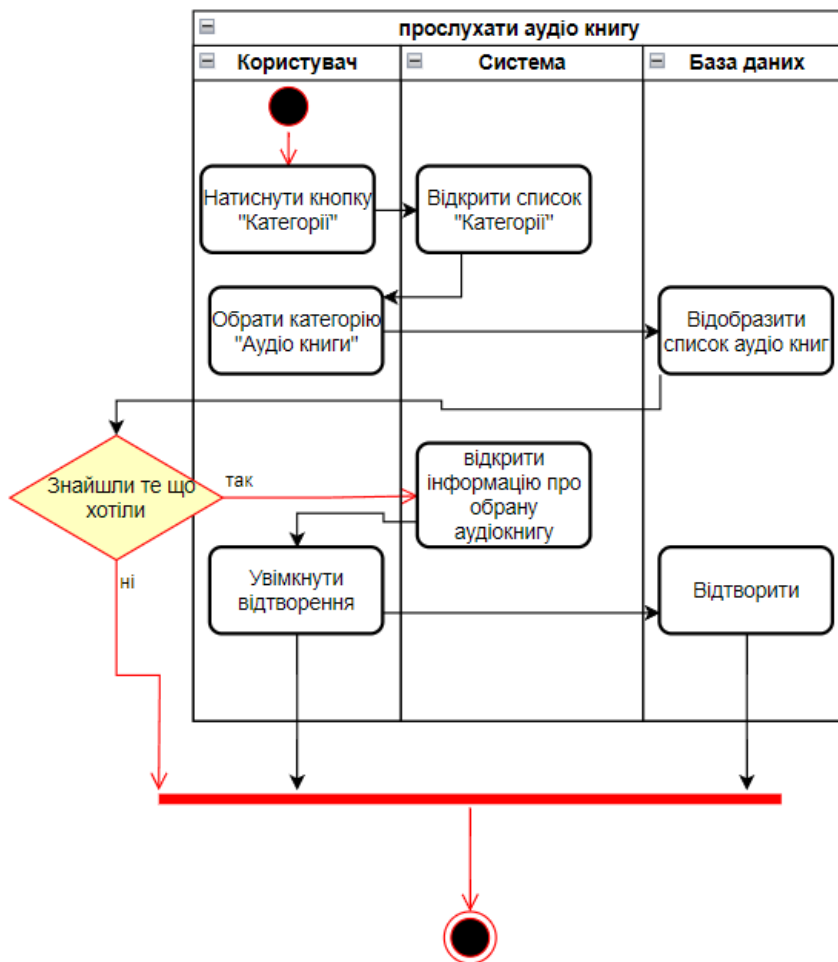 прослухати аудіо книгу
Користувач
Система
База даних
Натиснути кнопку
"Категорії"
Відкрити список
"Категорії"
Обрати категорію
"Аудіо книги"
Відобразити
список аудіо книг
Знайшли те що
хотіли
так
відкрити
інформацію про
обрану
аудіокнигу
ні
Увімкнути
відтворення
Відтворити